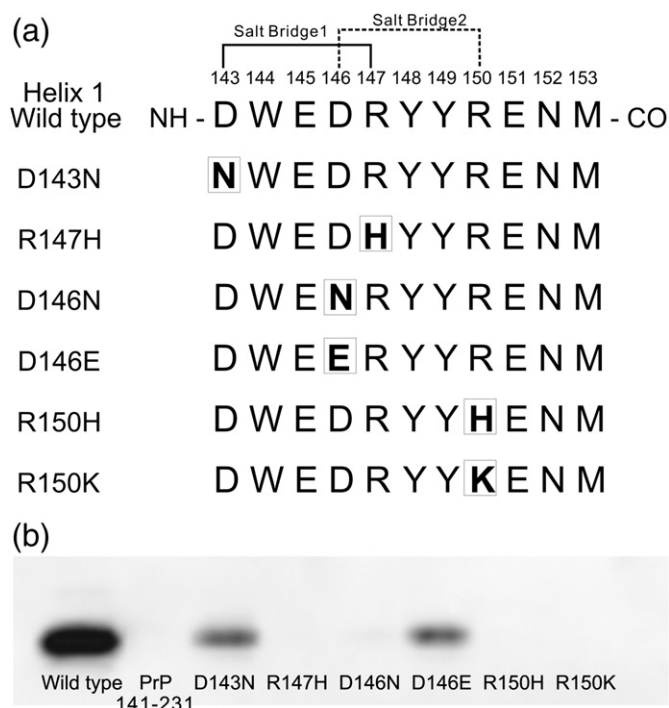 (a)
Salt Bridge1 Salt Bridge2
143 144 145 146 147 148 149 150 151 152 153
Helix 1
Wild type NH - D W E D R Y Y R E N M - CO
D143N N W E D R Y Y R E N M
R147H D W E D H Y Y R E N M
D146N D W E N R Y Y R E N M
D146E D W E E R Y Y R E N M
R150H D W E D R Y Y H E N M
R150K D W E D R Y Y K E N M
(b)
Wild type PrP D143N R147H D146N D146E R150H R150K
141-231